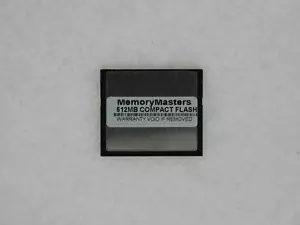 MemoryMasters
512MB COMPACT FLASH
WARRANTY VOID IF REMOVED